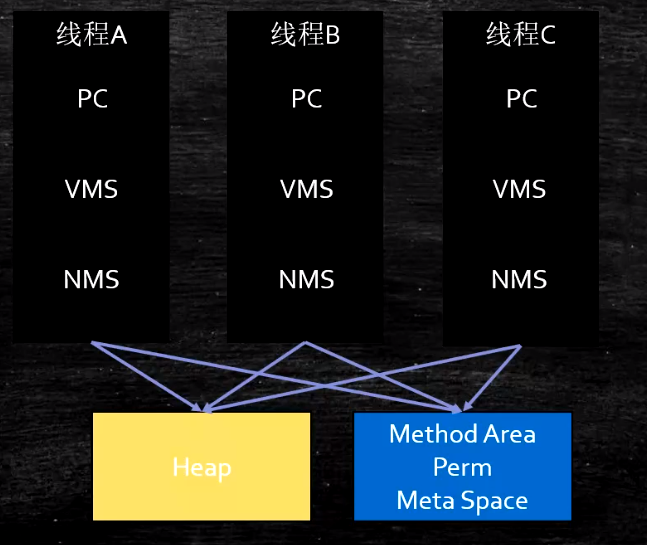 线程A
PC
VMS
NMS
线程B
PC
VMS
NMS
线程C
PC
VMS
NMS
Heap
Method Area
Perm
Meta Space